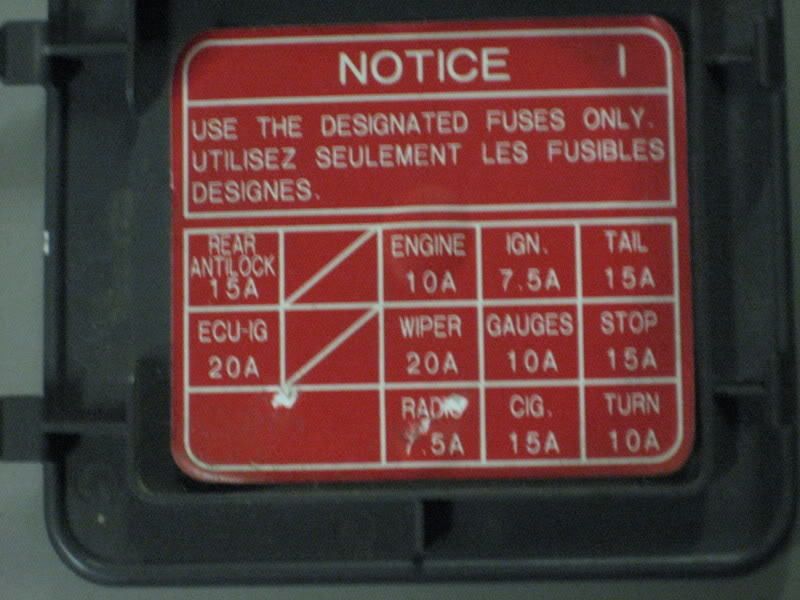 NOTICE I
USE THE DESIGNATED FUSES ONLY.
UTILISEZ SEULEMENT LES FUSIBLES
DESIGNES.
REAR ANTILOCK 15A
ENGINE 10A
IGN. 7.5A
TAIL 15A
ECU-IG 20A
WIPER 20A
GAUGES 10A
STOP 15A
RADIO 7.5A
CIG. 15A
TURN 10A